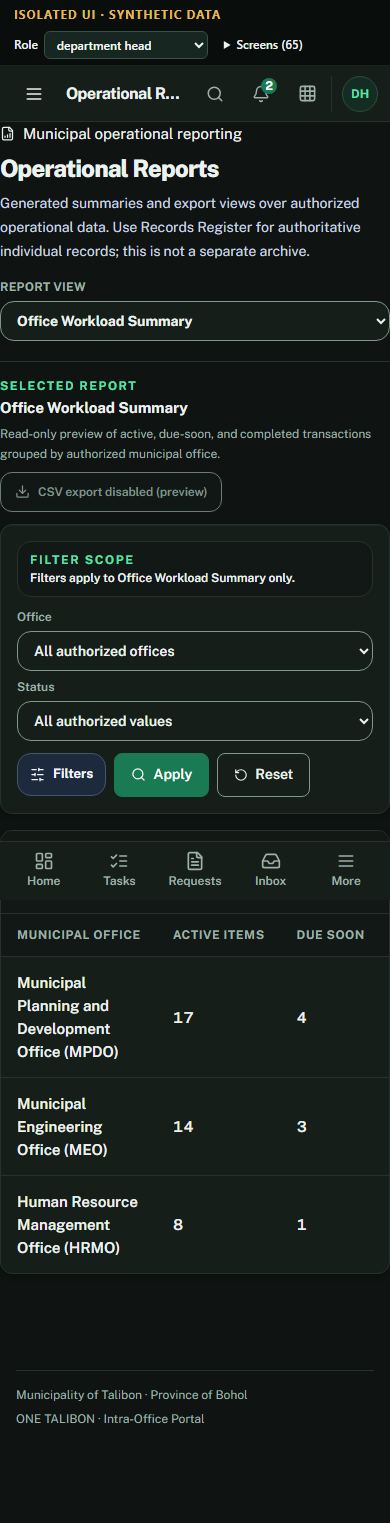 ISOLATED UI · SYNTHETIC DATA
Role
department head
▶ Screens (65)
Operational R...
2
DH
Municipal operational reporting
Operational Reports
Generated summaries and export views over authorized
operational data. Use Records Register for authoritative
individual records; this is not a separate archive.
REPORT VIEW
Office Workload Summary
SELECTED REPORT
Office Workload Summary
Read-only preview of active, due-soon, and completed transactions
grouped by authorized municipal office.
CSV export disabled (preview)
FILTER SCOPE
Filters apply to Office Workload Summary only.
Office
All authorized offices
Status
All authorized values
Filters
Apply
Reset
Home
Tasks
Requests
Inbox
More
MUNICIPAL OFFICE
ACTIVE ITEMS
DUE SOON
Municipal
Planning and
Development
Office (MPDO)
17
4
Municipal
Engineering
Office (MEO)
14
3
Human Resource
Management
Office (HRMO)
8
1
Municipality of Talibon · Province of Bohol
ONE TALIBON · Intra-Office Portal